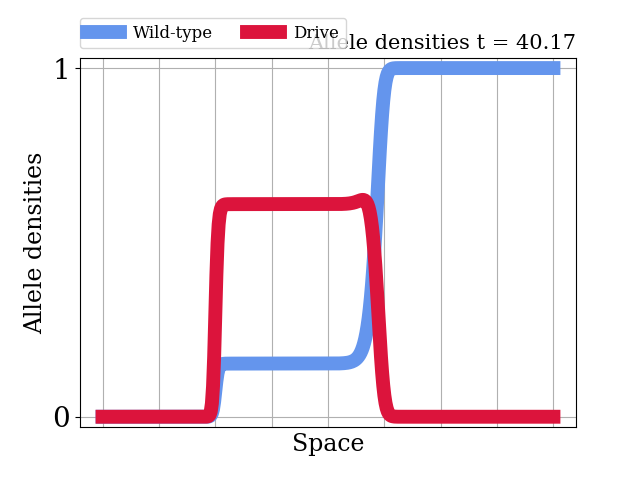 Wild-type Drive
Allele densities t = 40.17
1
Allele densities
0
Space